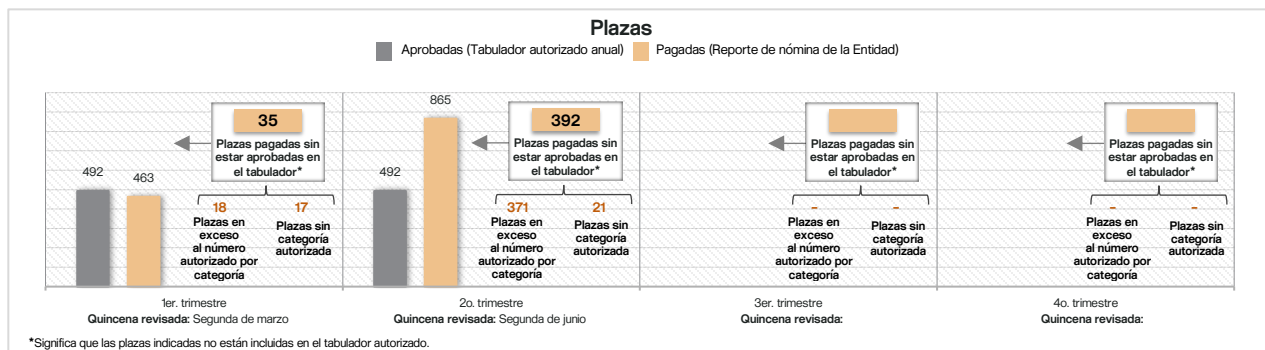 Plazas
Aprobadas (Tabulador autorizado anual)
Pagadas (Reporte de nómina de la Entidad)
492
463
35
Plazas pagadas sin
estar aprobadas en
el tabulador*
18
17
Plazas en
exceso
al número
autorizado por
categoría
Plazas sin
categoría
autorizada
1er. trimestre
Quincena revisada: Segunda de marzo
492
865
392
Plazas pagadas sin
estar aprobadas en
el tabulador*
371
21
Plazas en
exceso
al número
autorizado por
categoría
Plazas sin
categoría
autorizada
2o. trimestre
Quincena revisada: Segunda de junio
Plazas pagadas sin
estar aprobadas en
el tabulador*
-
-
Plazas en
exceso
al número
autorizado por
categoría
Plazas sin
categoría
autorizada
3er. trimestre
Quincena revisada:
Plazas pagadas sin
estar aprobadas en
el tabulador*
-
-
Plazas en
exceso
al número
autorizado por
categoría
Plazas sin
categoría
autorizada
4o. trimestre
Quincena revisada:
*Significa que las plazas indicadas no están incluidas en el tabulador autorizado.